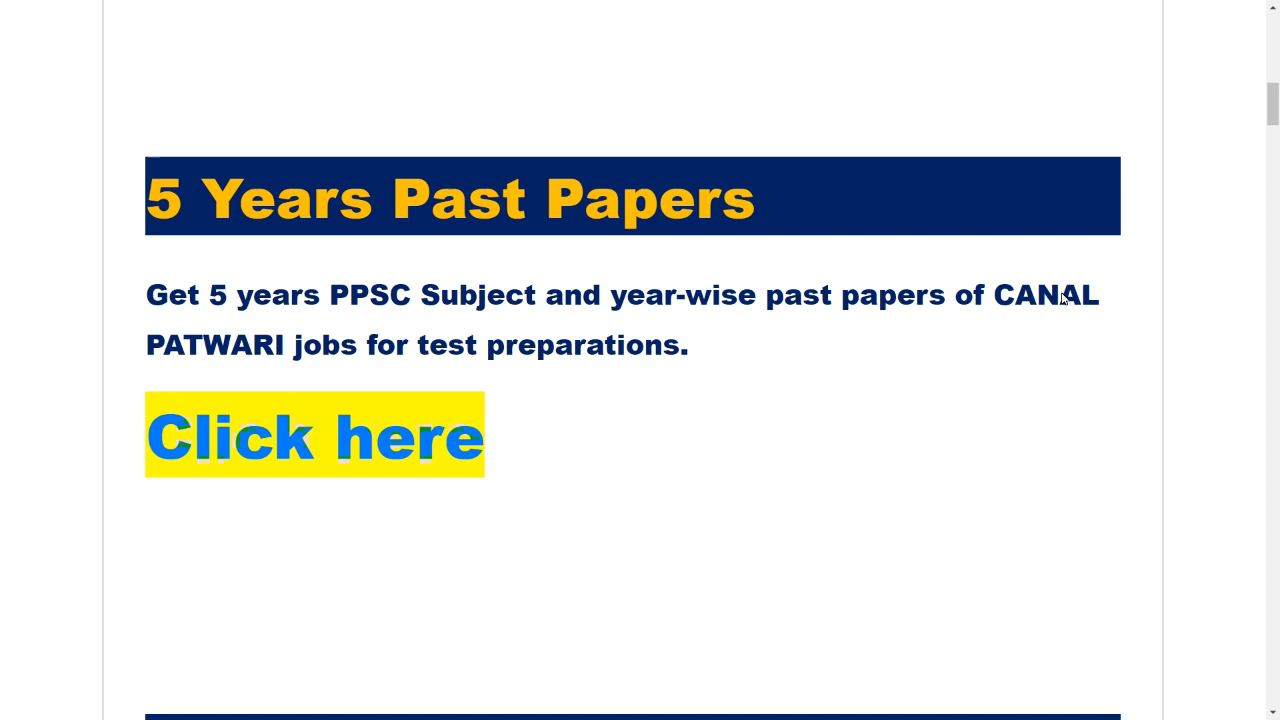 5 Years Past Papers
Get 5 years PPSC Subject and year-wise past papers of CANAL
PATWARI jobs for test preparations.
Click here